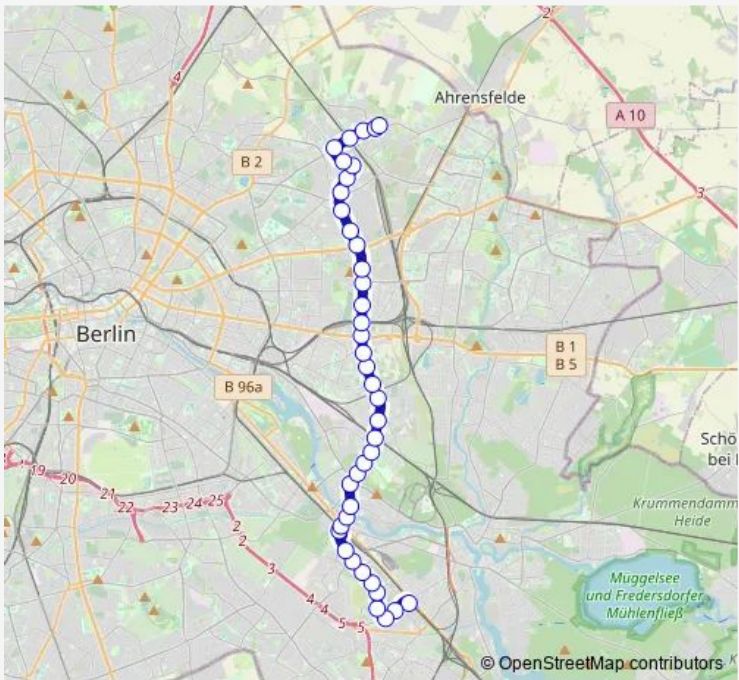 2
4
Ahrensfelde
A 10
B 2
3
Berlin
B 1
B 5
B 96a
Schö
bei
19
20
21
22 23 24 25
Krummendamm
Heide
2
2
3
4
4
5
5
Müggelsee
und Fredersdorfer
Mühlenfließ
K
© OpenStreetMap contributors